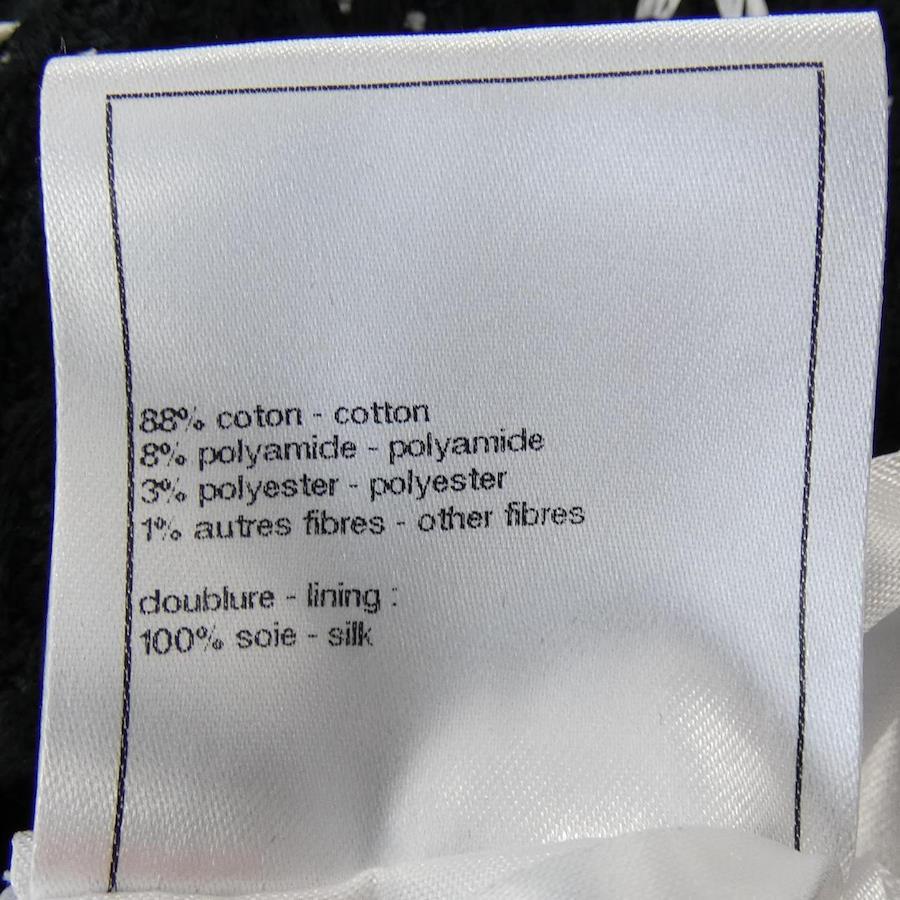 88% coton - cotton
8% polyamide - polyamide
3% polyester - polyester
1% autres fibres - other fibres
doublure - lining :
100% soie - silk